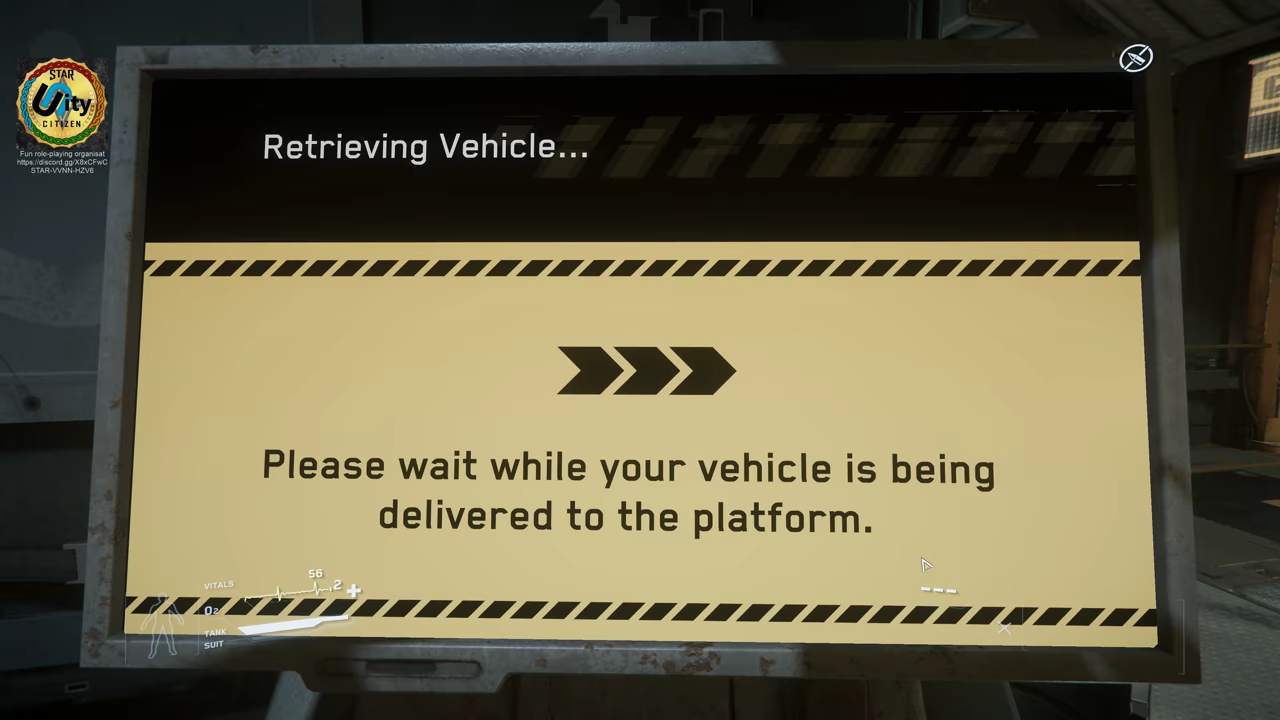 STAR
Unity
CITIZEN
Fun role-playing organisat
https://discord.gg/X8xCFwC
STAR-VVNN-HZV6
Retrieving Vehicle...
Please wait while your vehicle is being
delivered to the platform.
VITALS
56
2
O2
TANK
SUIT